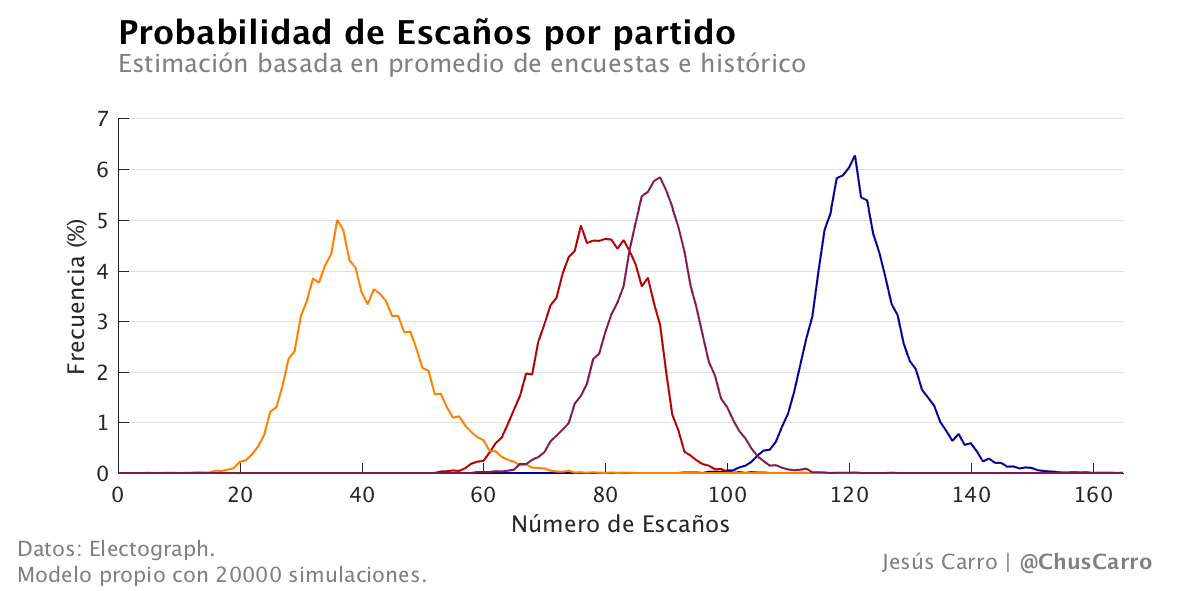 Probabilidad de Escaños por partido
Estimación basada en promedio de encuestas e histórico
7
6
5
4
3
2
1
0
Frecuencia (%)
0 20 40 60 80 100 120 140 160
Número de Escaños
Datos: Electograph.
Modelo propio con 20000 simulaciones.
Jesús Carro | @ChusCarro